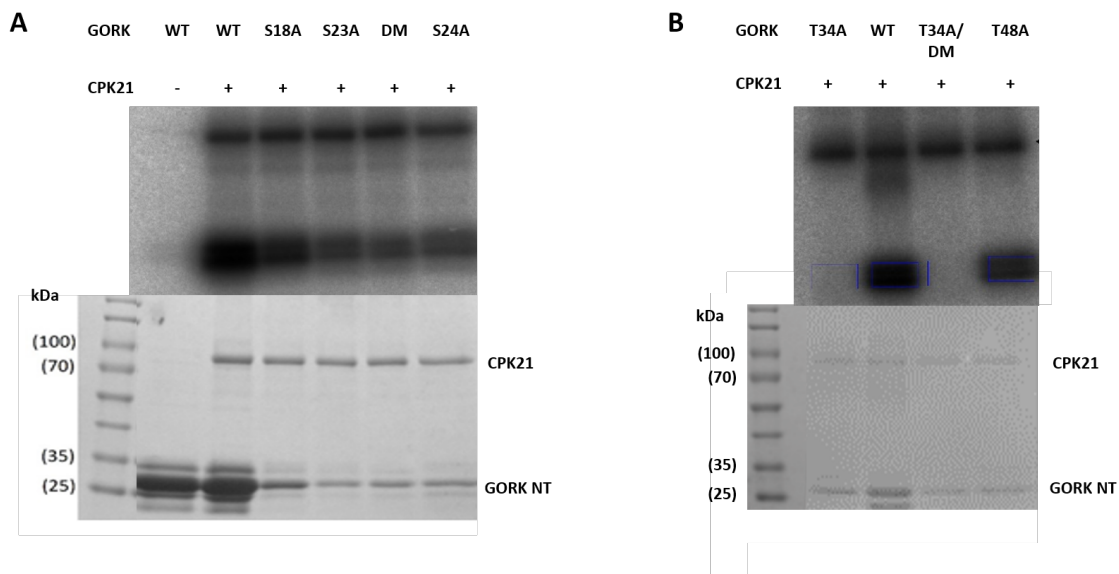 A
GORK WT WT S18A S23A DM S24A
CPK21 - + + + + +
kDa
(100)
(70)
(35)
(25)
CPK21
GORK NT
B
GORK T34A WT T34A/DM T48A
CPK21 + + + +
kDa
(100)
(70)
(35)
(25)
CPK21
GORK NT